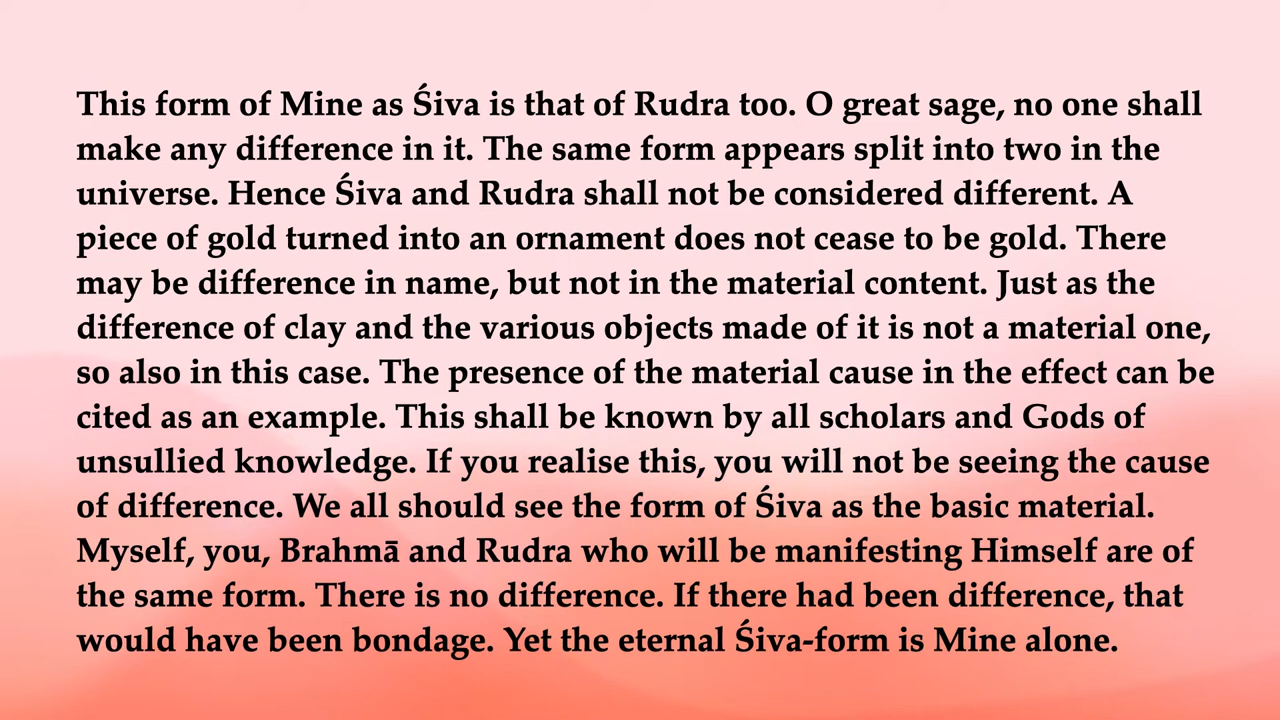 This form of Mine as Śiva is that of Rudra too. O great sage, no one shall
make any difference in it. The same form appears split into two in the
universe. Hence Śiva and Rudra shall not be considered different. A
piece of gold turned into an ornament does not cease to be gold. There
may be difference in name, but not in the material content. Just as the
difference of clay and the various objects made of it is not a material one,
so also in this case. The presence of the material cause in the effect can be
cited as an example. This shall be known by all scholars and Gods of
unsullied knowledge. If you realise this, you will not be seeing the cause
of difference. We all should see the form of Śiva as the basic material.
Myself, you, Brahmā and Rudra who will be manifesting Himself are of
the same form. There is no difference. If there had been difference, that
would have been bondage. Yet the eternal Śiva-form is Mine alone.